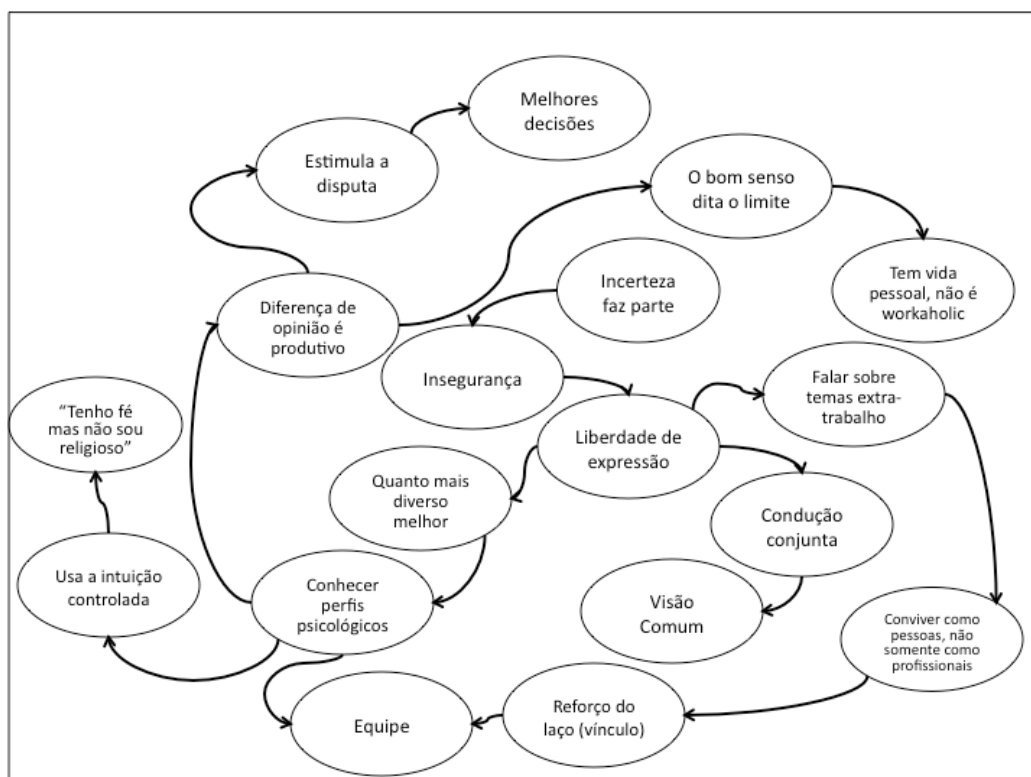 Melhores
decisões
Estimula a
disputa
O bom senso
dita o limite
Incerteza
faz parte
Tem vida
pessoal, não é
workaholic
Diferença de
opinião é
produtivo
Insegurança
Falar sobre
temas extra-
trabalho
“Tenho fé
mas não sou
religioso”
Liberdade de
expressão
Quanto mais
diverso
melhor
Condução
conjunta
Usa a intuição
controlada
Conhecer
perfis
psicológicos
Visão
Comum
Conviver como
pessoas, não
somente como
profissionais
Equipe
Reforço do
laço (vínculo)